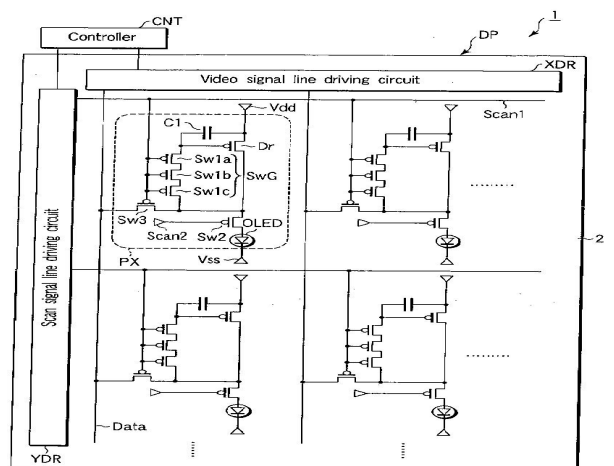 CNT
1
Controller
DP
XDR
Video signal line driving circuit
Vdd
Scan1
C1
Dr
Sw1a
Sw1b
SwG
Sw1c
Sw3
OLED
Scan2
Sw2
2
PX
Vss
Scan signal line driving circuit
Data
YDR